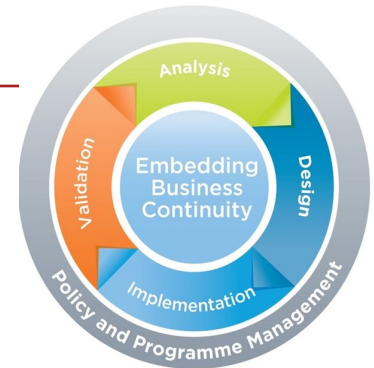 Analysis
Design
Implementation
Validation
Embedding
Business
Continuity
Policy and Programme Management